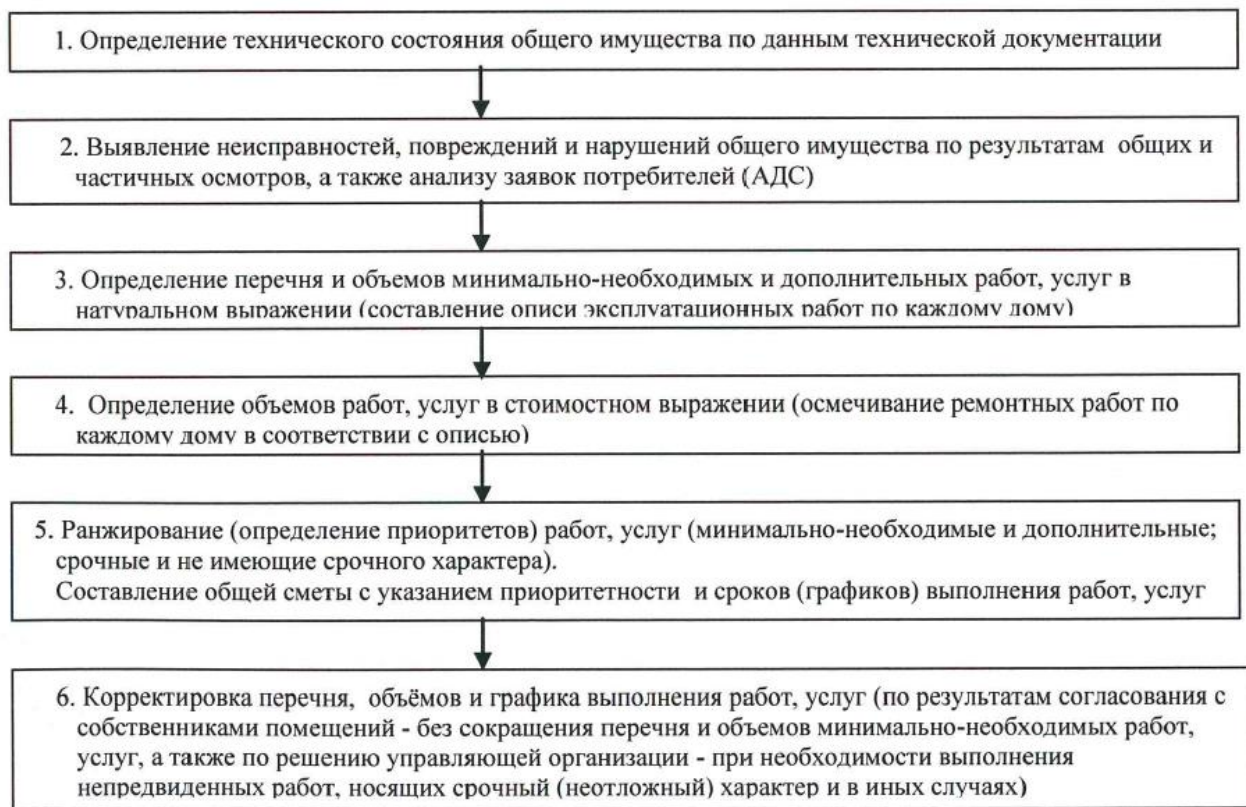 1. Определение технического состояния общего имущества по данным технической документации
2. Выявление неисправностей, повреждений и нарушений общего имущества по результатам общих и
частичных осмотров, а также анализу заявок потребителей (АДС)
3. Определение перечня и объемов минимально-необходимых и дополнительных работ, услуг в
натуральном выражении (составление описи эксплуатационных работ по каждому дому)
4. Определение объемов работ, услуг в стоимостном выражении (осмечивание ремонтных работ по
каждому дому в соответствии с описью)
5. Ранжирование (определение приоритетов) работ, услуг (минимально-необходимые и дополнительные;
срочные и не имеющие срочного характера).
Составление общей сметы с указанием приоритетности и сроков (графиков) выполнения работ, услуг
6. Корректировка перечня, объёмов и графика выполнения работ, услуг (по результатам согласования с
собственниками помещений - без сокращения перечня и объемов минимально-необходимых работ,
услуг, а также по решению управляющей организации - при необходимости выполнения
непредвиденных работ, носящих срочный (неотложный) характер и в иных случаях)